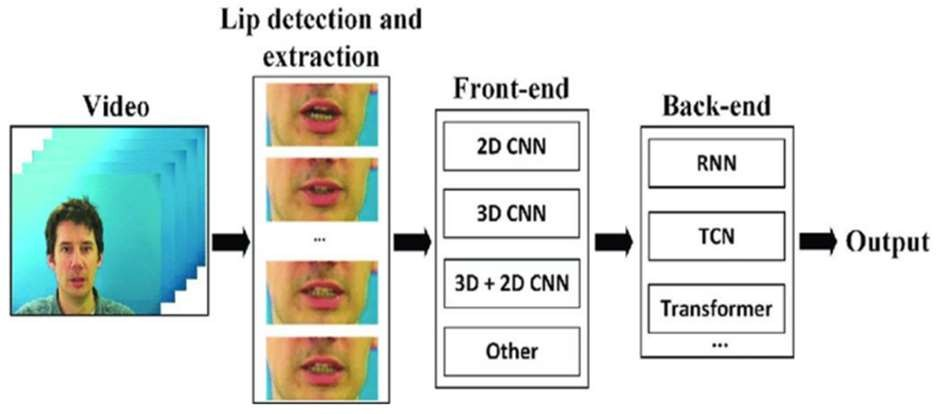 Lip detection and
extraction
Video
...
Front-end
2D CNN
3D CNN
3D + 2D CNN
Other
Back-end
RNN
TCN
Transformer
...
Output